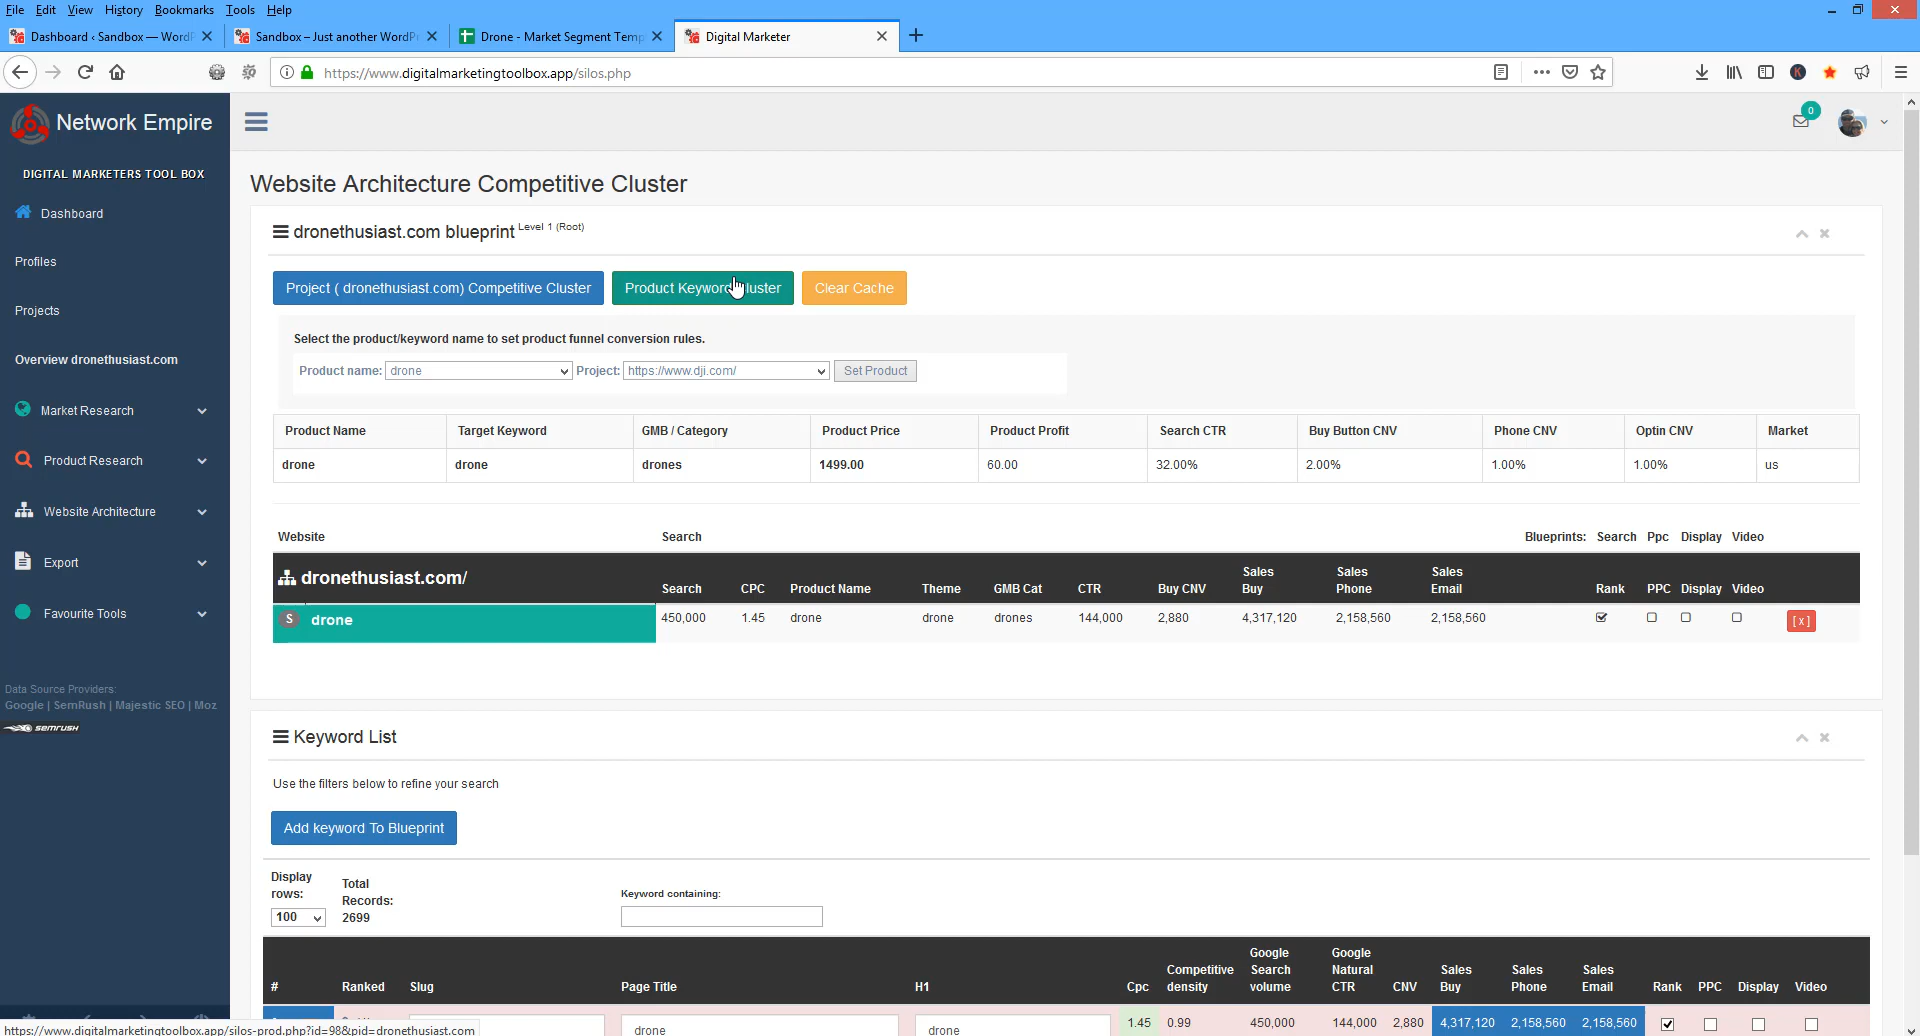 File Edit View History Bookmarks Tools Help
Dashboard ‹ Sandbox — WordP
Sandbox – Just another WordP
Drone - Market Segment Temp
Digital Marketer
https://www.digitalmarketingtoolbox.app/silos.php
Network Empire
0
DIGITAL MARKETERS TOOL BOX
Dashboard
Profiles
Projects
Overview dronethusiast.com
Market Research
Product Research
Website Architecture
Export
Favourite Tools
Data Source Providers:
Google | SemRush | Majestic SEO | Moz
SEMRUSH
Website Architecture Competitive Cluster
dronethusiast.com blueprint Level 1 (Root)
Project ( dronethusiast.com) Competitive Cluster
Product Keyword Cluster
Clear Cache
Select the product/keyword name to set product funnel conversion rules.
Product name: drone Project: https://www.dji.com/ Set Product
Product Name Target Keyword GMB / Category Product Price Product Profit Search CTR Buy Button CNV Phone CNV Optin CNV Market
drone drone drones 1499.00 60.00 32.00% 2.00% 1.00% 1.00% us
Website Search Blueprints: Search Ppc Display Video
dronethusiast.com/ Search CPC Product Name Theme GMB Cat CTR Buy CNV Sales Buy Sales Phone Sales Email Rank PPC Display Video
S drone 450,000 1.45 drone drone drones 144,000 2,880 4,317,120 2,158,560 2,158,560 [ x ]
Keyword List
Use the filters below to refine your search
Add keyword To Blueprint
Display rows: 100
Total Records: 2699
Keyword containing:
# Ranked Slug Page Title H1 Cpc Competitive density Google Search volume Google Natural CTR CNV Sales Buy Sales Phone Sales Email Rank PPC Display Video
drone drone 1.45 0.99 450,000 144,000 2,880 4,317,120 2,158,560 2,158,560
https://www.digitalmarketingtoolbox.app/silos-prod.php?id=98&pid=dronethusiast.com